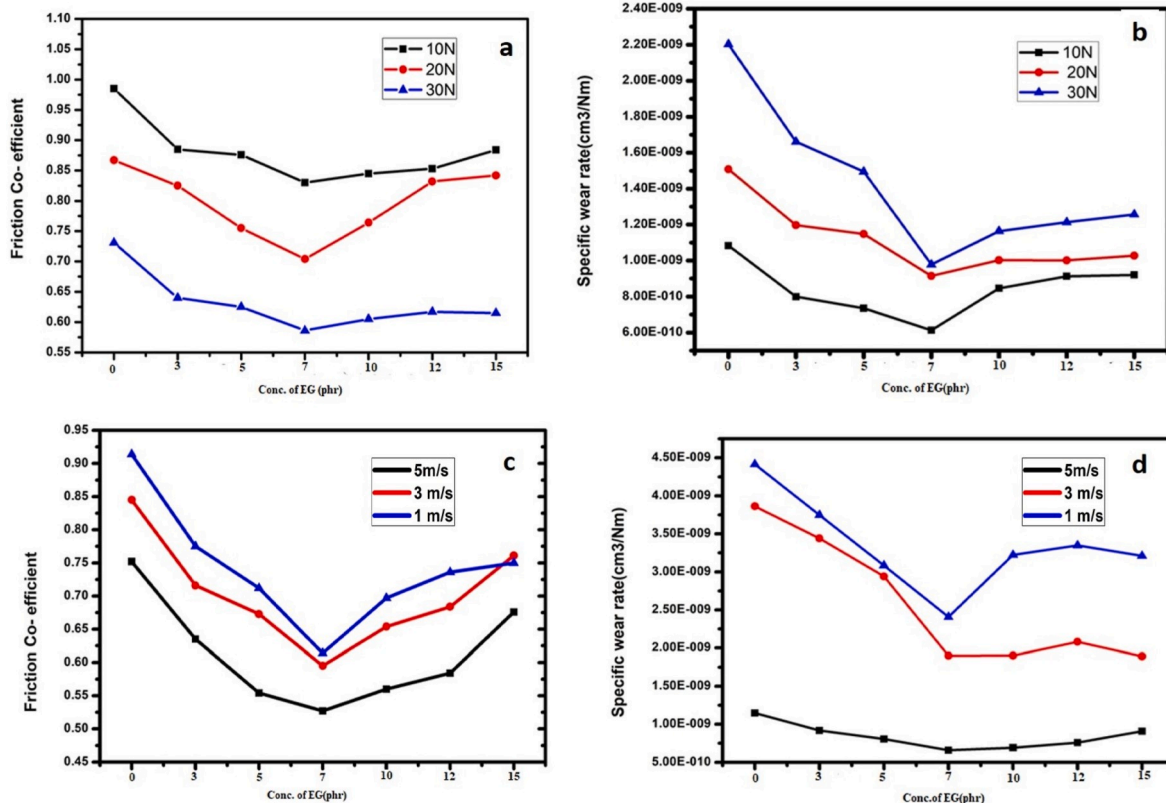 a
Friction Co- efficient
1.10
1.05
1.00
0.95
0.90
0.85
0.80
0.75
0.70
0.65
0.60
0.55
10N
20N
30N
0 3 5 7 10 12 15
Conc. of EG (phr)
b
Specific wear rate(cm3/Nm)
2.40E-009
2.20E-009
2.00E-009
1.80E-009
1.60E-009
1.40E-009
1.20E-009
1.00E-009
8.00E-010
6.00E-010
10N
20N
30N
0 3 5 7 10 12 15
Conc. of EG(phr)
c
Friction Co- efficient
0.95
0.90
0.85
0.80
0.75
0.70
0.65
0.60
0.55
0.50
0.45
5m/s
3 m/s
1 m/s
0 3 5 7 10 12 15
Conc. of EG(phr)
d
Specific wear rate(cm3/Nm)
4.50E-009
4.00E-009
3.50E-009
3.00E-009
2.50E-009
2.00E-009
1.50E-009
1.00E-009
5.00E-010
5m/s
3 m/s
1 m/s
0 3 5 7 10 12 15
Conc. of EG(phr)